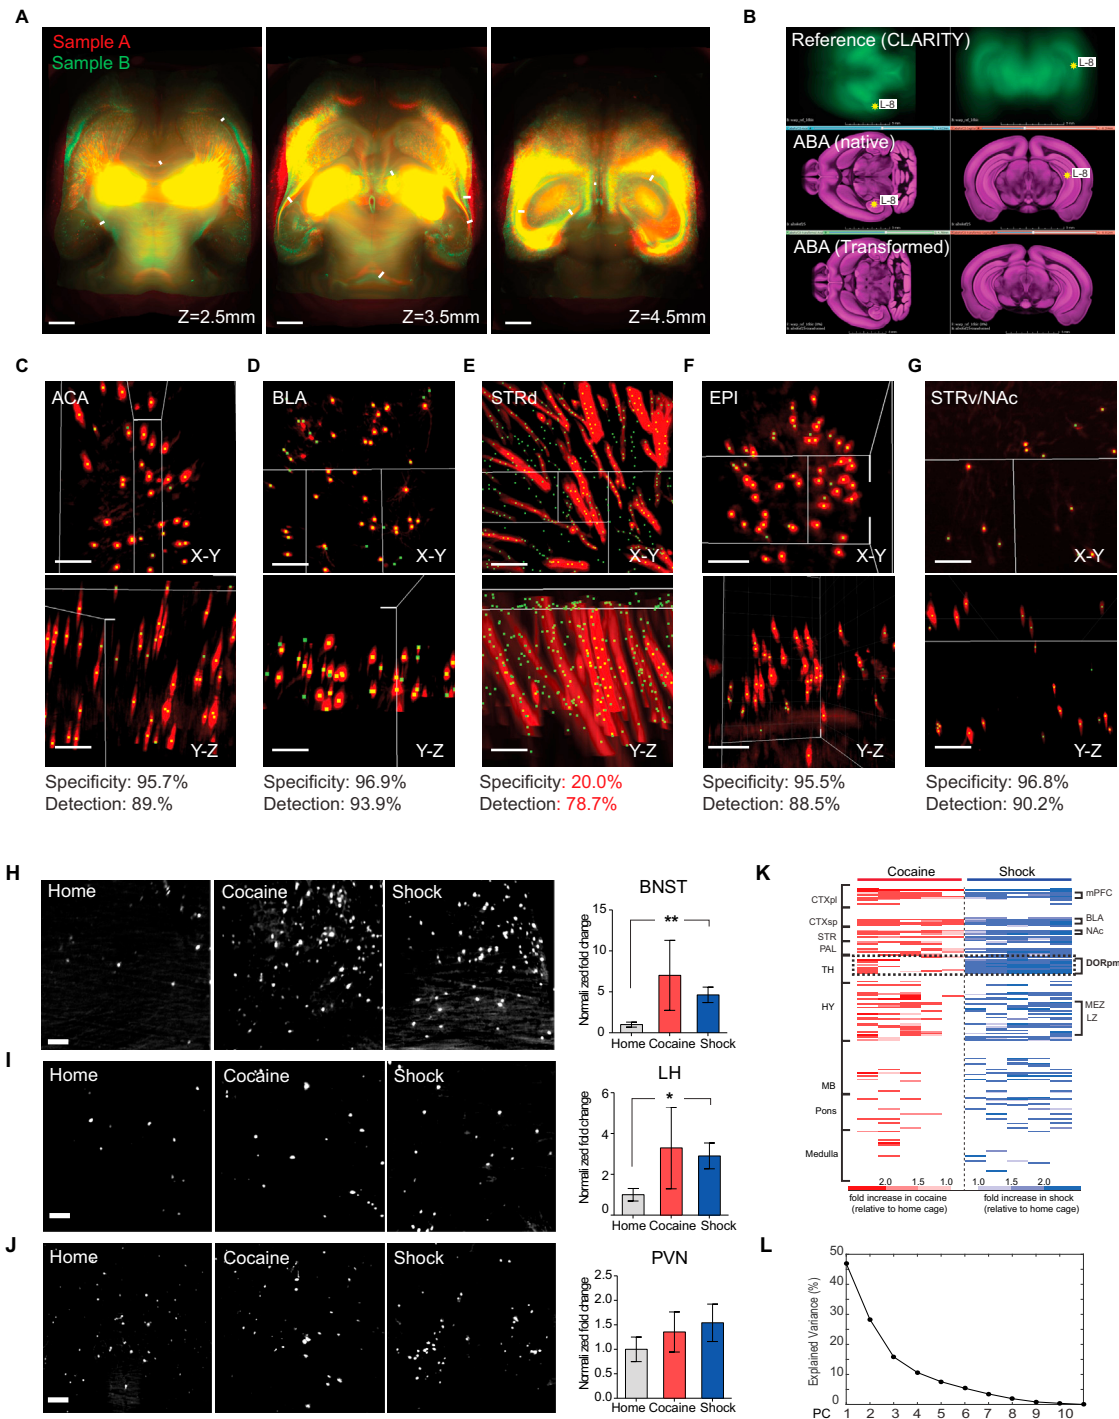 A
Sample A
Sample B
Z=2.5mm
Z=3.5mm
Z=4.5mm
B
Reference (CLARITY)
L-8
L-8
ABA (native)
L-8
L-8
ABA (Transformed)
C
ACA
X-Y
Y-Z
Specificity: 95.7%
Detection: 89.%
D
BLA
X-Y
Y-Z
Specificity: 96.9%
Detection: 93.9%
E
STRd
X-Y
Y-Z
Specificity: 20.0%
Detection: 78.7%
F
EPI
X-Y
Y-Z
Specificity: 95.5%
Detection: 88.5%
G
STRv/NAc
X-Y
Y-Z
Specificity: 96.8%
Detection: 90.2%
H
Home
Cocaine
Shock
BNST
Normalized fold change
15
10
5
0
**
Home Cocaine Shock
I
Home
Cocaine
Shock
LH
Normalized fold change
6
4
2
0
*
Home Cocaine Shock
J
Home
Cocaine
Shock
PVN
Normalized fold change
2.5
2.0
1.5
1.0
0.5
0.0
Home Cocaine Shock
K
Cocaine
Shock
CTXpl
CTXsp
STR
PAL
TH
HY
MB
Pons
Medulla
mPFC
BLA
NAc
DORpm
MEZ
LZ
2.0 1.5 1.0
1.0 1.5 2.0
fold increase in cocaine
(relative to home cage)
fold increase in shock
(relative to home cage)
L
Explained Variance (%)
50
40
30
20
10
0
PC 1 2 3 4 5 6 7 8 9 10